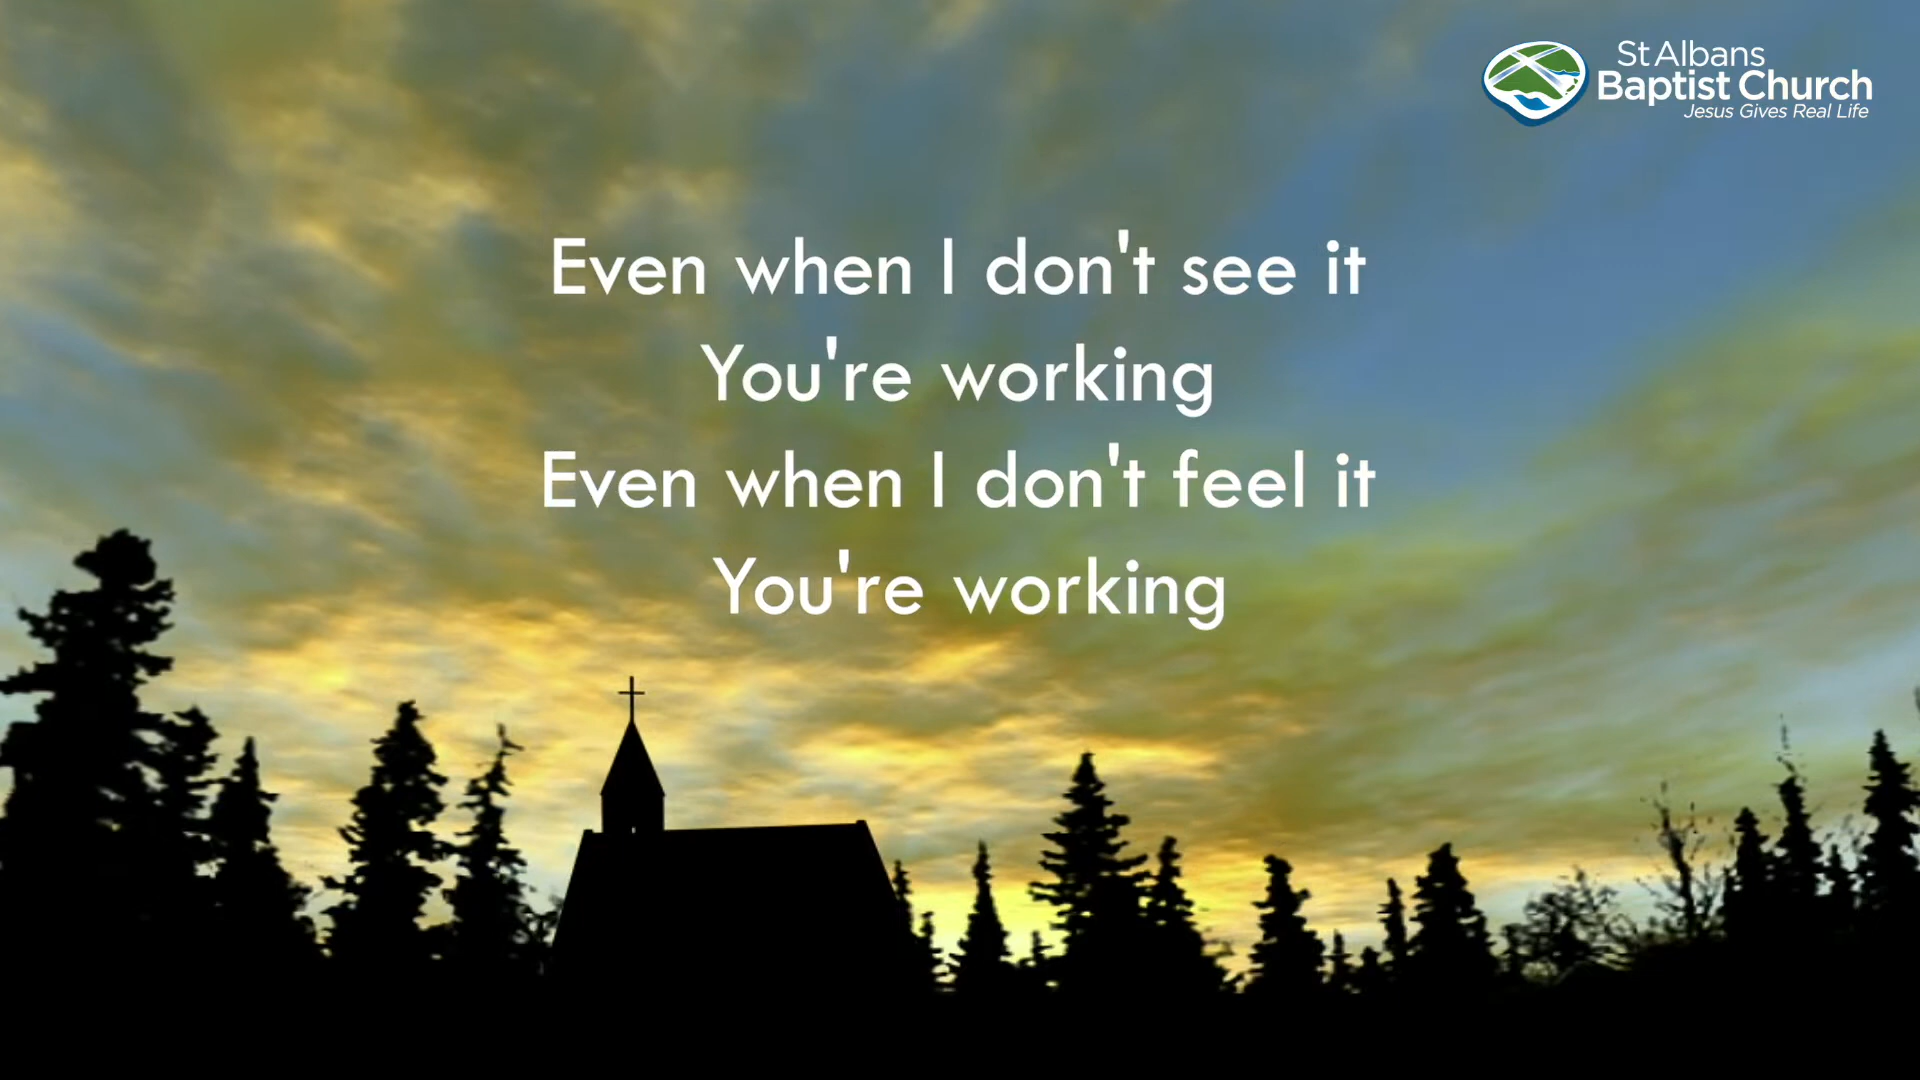 St Albans
Baptist Church
Jesus Gives Real Life
Even when I don't see it
You're working
Even when I don't feel it
You're working